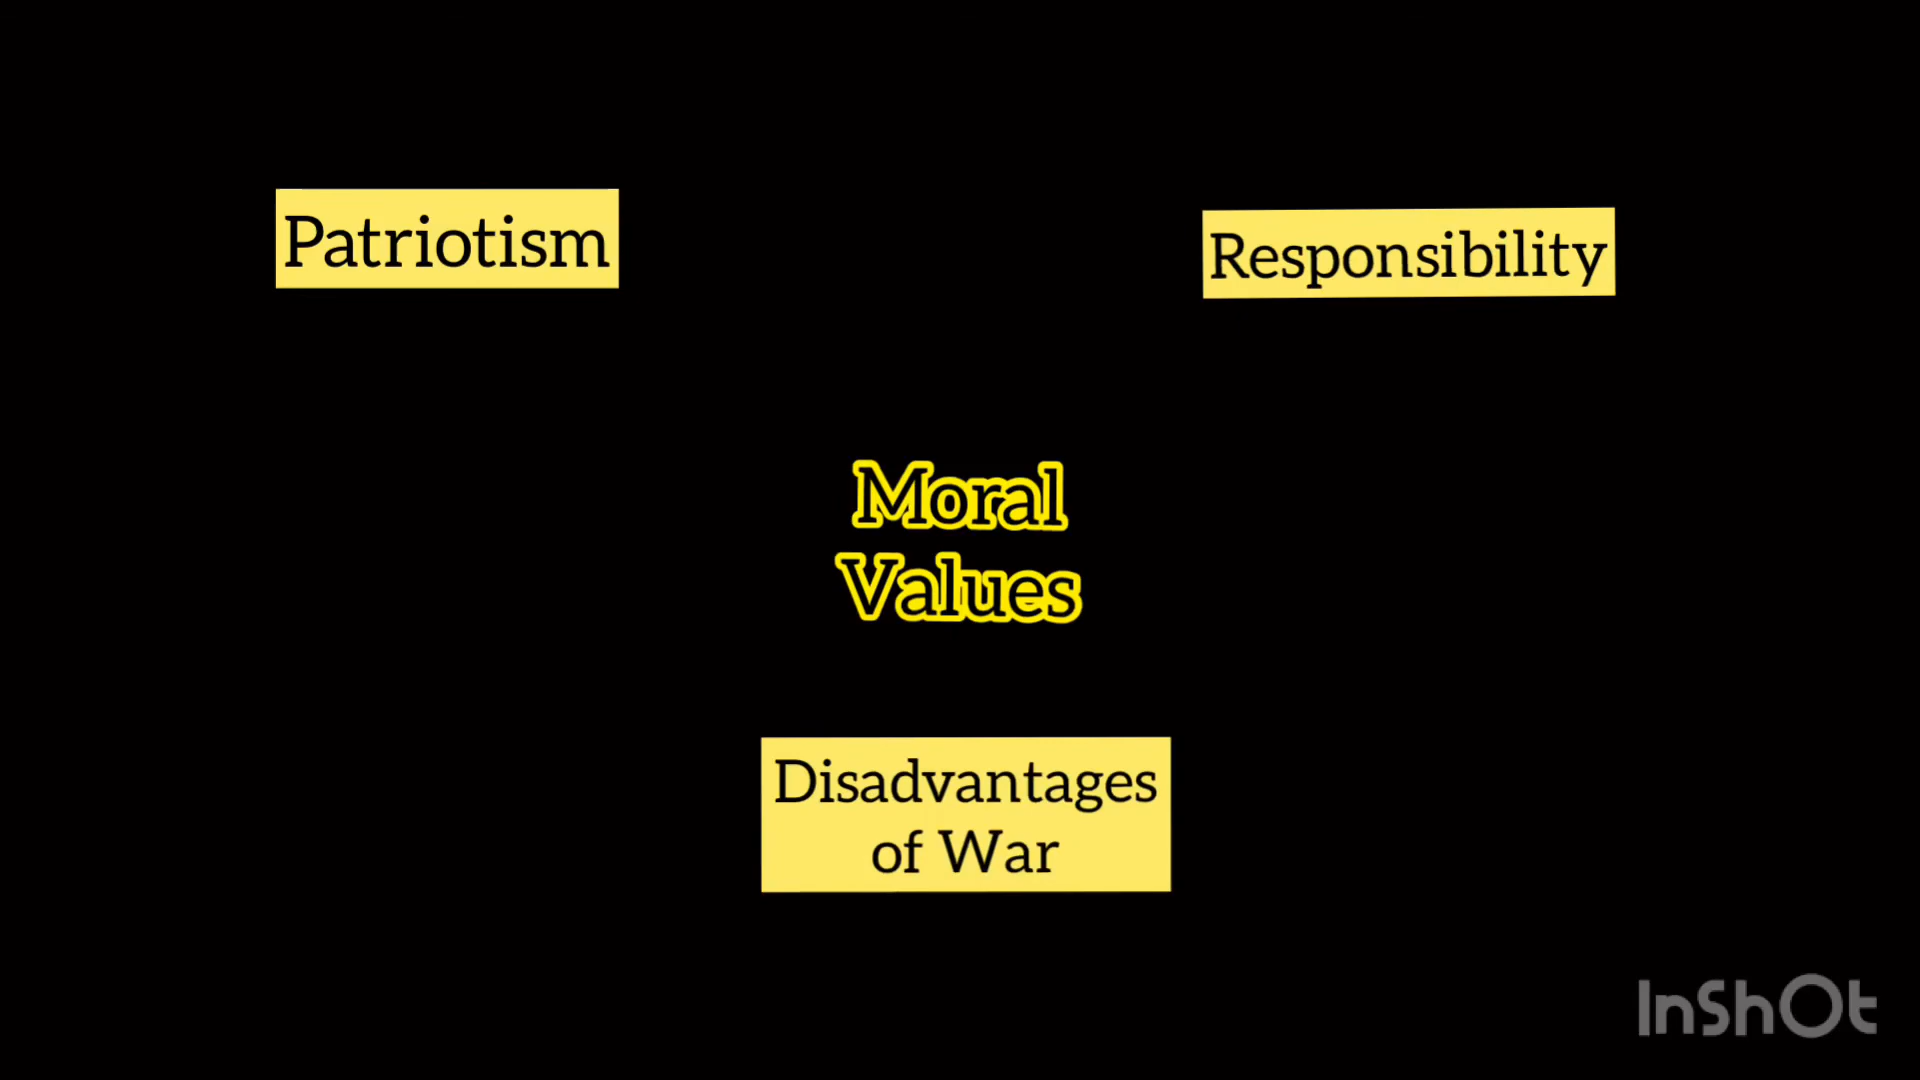 Patriotism
Responsibility
Moral
Values
Disadvantages
of War
InShOt